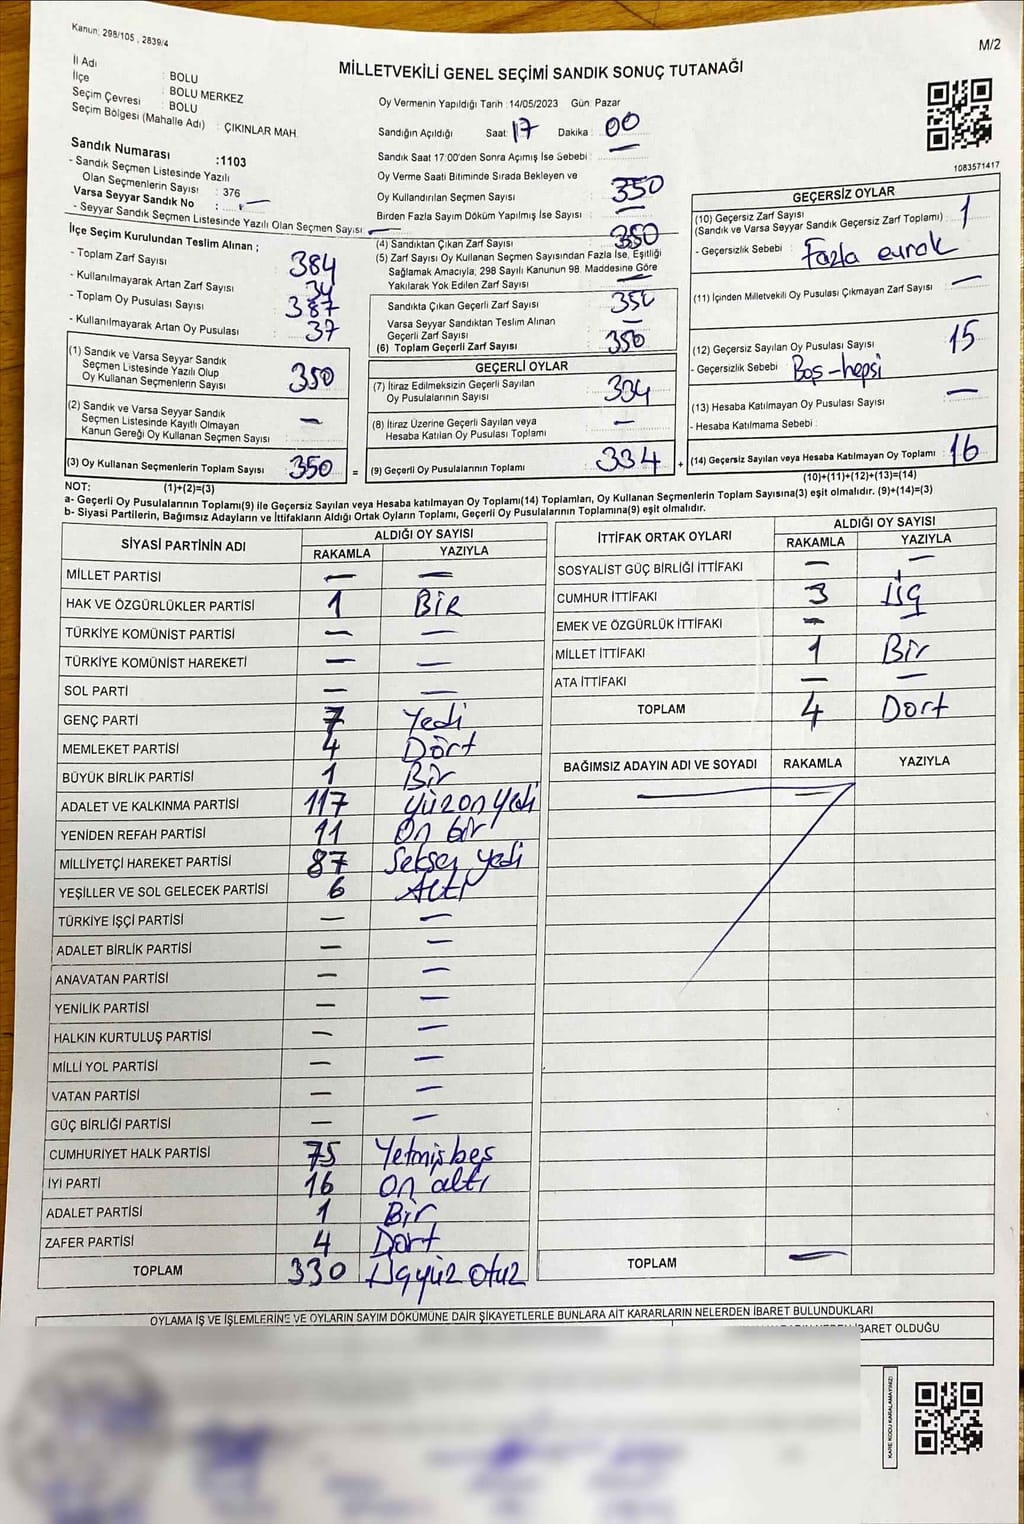 Kanun: 298/105 , 2839/4
M/2
MİLLETVEKİLİ GENEL SEÇİMİ SANDIK SONUÇ TUTANAĞI
İl Adı : BOLU
İlçe : BOLU MERKEZ
Seçim Çevresi : BOLU
Seçim Bölgesi (Mahalle Adı) : ÇIKINLAR MAH.
Sandık Numarası :1103
- Sandık Seçmen Listesinde Yazılı
Olan Seçmenlerin Sayısı : 376
Varsa Seyyar Sandık No : —
- Seyyar Sandık Seçmen Listesinde Yazılı Olan Seçmen Sayısı : —
İlçe Seçim Kurulundan Teslim Alınan ;
- Toplam Zarf Sayısı 384
- Kullanılmayarak Artan Zarf Sayısı 34
- Toplam Oy Pusulası Sayısı 387
- Kullanılmayarak Artan Oy Pusulası 37
(1) Sandık ve Varsa Seyyar Sandık
Seçmen Listesinde Yazılı Olup
Oy Kullanan Seçmenlerin Sayısı 350
(2) Sandık ve Varsa Seyyar Sandık
Seçmen Listesinde Kayıtlı Olmayan
Kanun Gereği Oy Kullanan Seçmen Sayısı : —
(3) Oy Kullanan Seçmenlerin Toplam Sayısı 350
(1)+(2)=(3)
Oy Vermenin Yapıldığı Tarih : 14/05/2023 Gün: Pazar
Sandığın Açıldığı Saat: 17 Dakika : 00
Sandık Saat 17:00'den Sonra Açımış İse Sebebi : —
Oy Verme Saati Bitiminde Sırada Bekleyen ve
Oy Kullandırılan Seçmen Sayısı 350
Birden Fazla Sayım Döküm Yapılmış İse Sayısı : —
(4) Sandıktan Çıkan Zarf Sayısı 350
(5) Zarf Sayısı Oy Kullanan Seçmen Sayısından Fazla İse, Eşitliği
Sağlamak Amacıyla, 298 Sayılı Kanunun 98. Maddesine Göre
Yakılarak Yok Edilen Zarf Sayısı —
Sandıkta Çıkan Geçerli Zarf Sayısı 350
Varsa Seyyar Sandıktan Teslim Alınan
Geçerli Zarf Sayısı —
(6) Toplam Geçerli Zarf Sayısı 350
GEÇERLİ OYLAR
(7) İtiraz Edilmeksizin Geçerli Sayılan
Oy Pusulalarının Sayısı 334
(8) İtiraz Üzerine Geçerli Sayılan veya
Hesaba Katılan Oy Pusulası Toplamı —
= (9) Geçerli Oy Pusulalarının Toplamı 334 +
1083571417
GEÇERSİZ OYLAR
(10) Geçersiz Zarf Sayısı
(Sandık ve Varsa Seyyar Sandık Geçersiz Zarf Toplamı) : 1
- Geçersizlik Sebebi : Fazla evrak
(11) İçinden Milletvekili Oy Pusulası Çıkmayan Zarf Sayısı —
(12) Geçersiz Sayılan Oy Pusulası Sayısı 15
- Geçersizlik Sebebi Boş-hepsi
(13) Hesaba Katılmayan Oy Pusulası Sayısı —
- Hesaba Katılmama Sebebi :
(14) Geçersiz Sayılan veya Hesaba Katılmayan Oy Toplamı 16
(10)+(11)+(12)+(13)=(14)
NOT:
a- Geçerli Oy Pusulalarının Toplamı(9) ile Geçersiz Sayılan veya Hesaba katılmayan Oy Toplamı(14) Toplamları, Oy Kullanan Seçmenlerin Toplam Sayısına(3) eşit olmalıdır. (9)+(14)=(3)
b- Siyasi Partilerin, Bağımsız Adayların ve İttifakların Aldığı Ortak Oyların Toplamı, Geçerli Oy Pusulalarının Toplamına(9) eşit olmalıdır.
SİYASİ PARTİNİN ADI ALDIĞI OY SAYISI
RAKAMLA YAZIYLA
MİLLET PARTİSİ — —
HAK VE ÖZGÜRLÜKLER PARTİSİ 1 BİR
TÜRKİYE KOMÜNİST PARTİSİ — —
TÜRKİYE KOMÜNİST HAREKETİ — —
SOL PARTİ — —
GENÇ PARTİ 7 Yedi
MEMLEKET PARTİSİ 4 Dört
BÜYÜK BİRLİK PARTİSİ 1 Bir
ADALET VE KALKINMA PARTİSİ 117 Yüzonyedi
YENİDEN REFAH PARTİSİ 11 On bir
MİLLİYETÇİ HAREKET PARTİSİ 87 Seksen yedi
YEŞİLLER VE SOL GELECEK PARTİSİ 6 Altı
TÜRKİYE İŞÇİ PARTİSİ — —
ADALET BİRLİK PARTİSİ — —
ANAVATAN PARTİSİ — —
YENİLİK PARTİSİ — —
HALKIN KURTULUŞ PARTİSİ — —
MİLLİ YOL PARTİSİ — —
VATAN PARTİSİ — —
GÜÇ BİRLİĞİ PARTİSİ — —
CUMHURİYET HALK PARTİSİ 75 Yetmişbeş
İYİ PARTİ 16 On altı
ADALET PARTİSİ 1 Bir
ZAFER PARTİSİ 4 Dört
TOPLAM 330 Üçyüz otuz
İTTİFAK ORTAK OYLARI ALDIĞI OY SAYISI
RAKAMLA YAZIYLA
SOSYALIST GÜÇ BİRLİĞİ İTTİFAKI — —
CUMHUR İTTİFAKI 3 Üç
EMEK VE ÖZGÜRLÜK İTTİFAKI — —
MİLLET İTTİFAKI 1 Bir
ATA İTTİFAKI — —
TOPLAM 4 Dört
BAĞIMSIZ ADAYIN ADI VE SOYADI RAKAMLA YAZIYLA
— —
TOPLAM —
OYLAMA İŞ VE İŞLEMLERİNE VE OYLARIN SAYIM DÖKÜMÜNE DAİR ŞİKAYETLERLE BUNLARA AİT KARARLARIN NELERDEN İBARET BULUNDUKLARI
İBARET OLDUĞU
KARE KODU KARALAMAYINIZ!